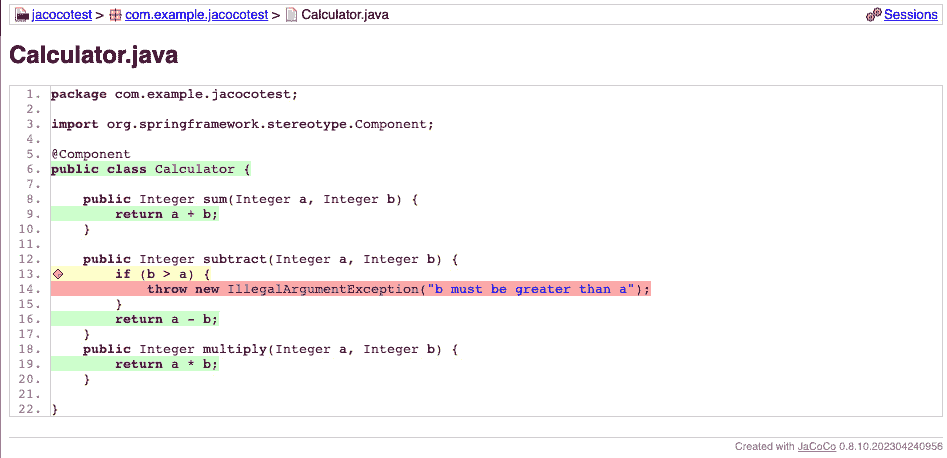 jacocotest > com.example.jacocotest > Calculator.java Sessions
Calculator.java
1. package com.example.jacocotest;
2.
3. import org.springframework.stereotype.Component;
4.
5. @Component
6. public class Calculator {
7.
8.     public Integer sum(Integer a, Integer b) {
9.         return a + b;
10.     }
11.
12.     public Integer subtract(Integer a, Integer b) {
13.         if (b > a) {
14.             throw new IllegalArgumentException("b must be greater than a");
15.         }
16.         return a - b;
17.     }
18.     public Integer multiply(Integer a, Integer b) {
19.         return a * b;
20.     }
21.
22. }
Created with JaCoCo 0.8.10.202304240956